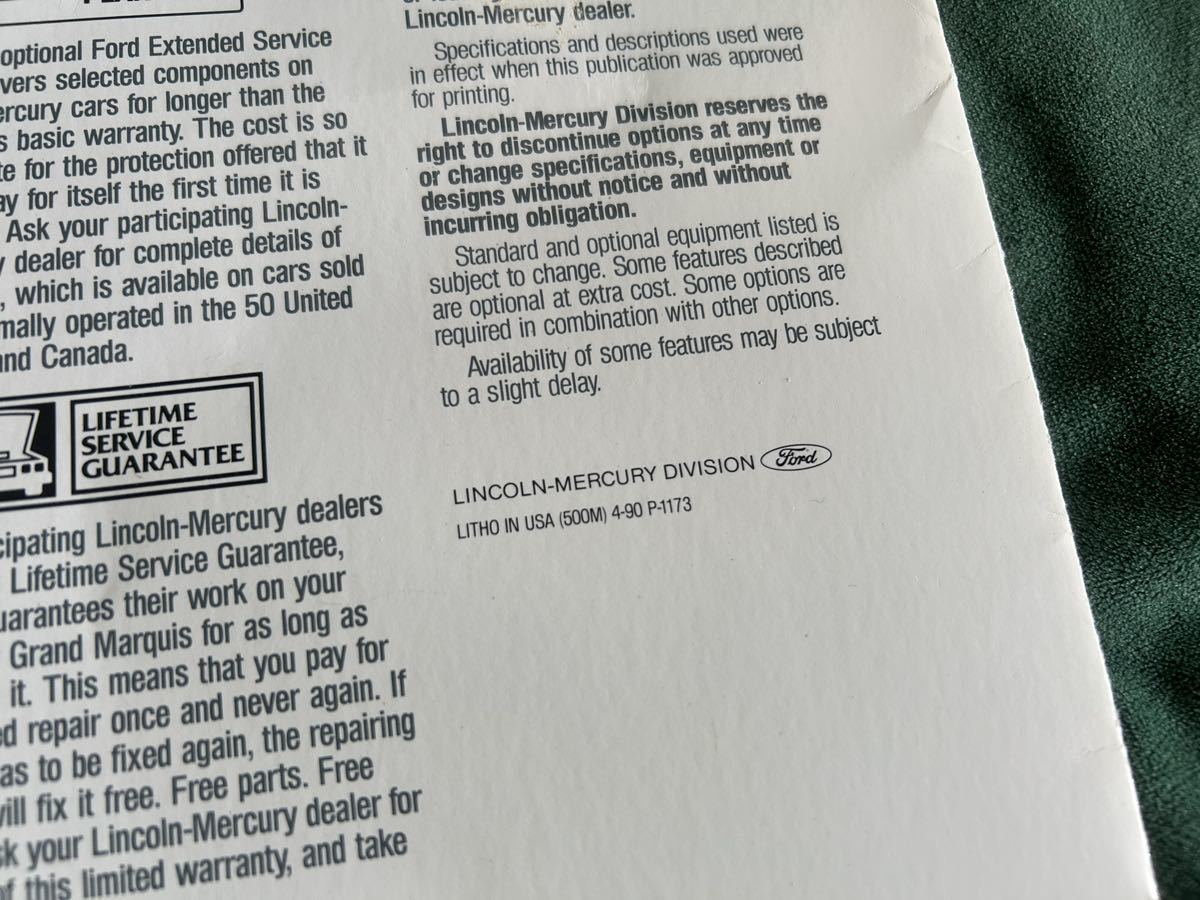 optional Ford Extended Service
vers selected components on
ercury cars for longer than the
s basic warranty. The cost is so
te for the protection offered that it
ay for itself the first time it is
Ask your participating Lincoln-
dealer for complete details of
, which is available on cars sold
mally operated in the 50 United
and Canada.
LIFETIME
SERVICE
GUARANTEE
cipating Lincoln-Mercury dealers
Lifetime Service Guarantee,
uarantees their work on your
Grand Marquis for as long as
it. This means that you pay for
ed repair once and never again. If
as to be fixed again, the repairing
will fix it free. Free parts. Free
sk your Lincoln-Mercury dealer for
of this limited warranty, and take
Lincoln-Mercury dealer.
Specifications and descriptions used were
in effect when this publication was approved
for printing.
Lincoln-Mercury Division reserves the
right to discontinue options at any time
or change specifications, equipment or
designs without notice and without
incurring obligation.
Standard and optional equipment listed is
subject to change. Some features described
are optional at extra cost. Some options are
required in combination with other options.
Availability of some features may be subject
to a slight delay.
LINCOLN-MERCURY DIVISION Ford
LITHO IN USA (500M) 4-90 P-1173